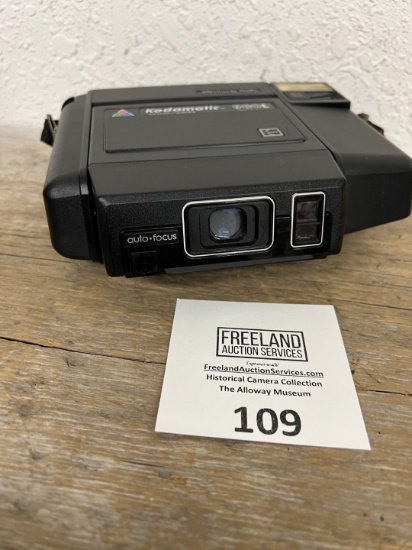 Kodamatic
auto•focus
FREELAND
AUCTION SERVICES
FreelandAuctionServices.com
Historical Camera Collection
The Alloway Museum
109